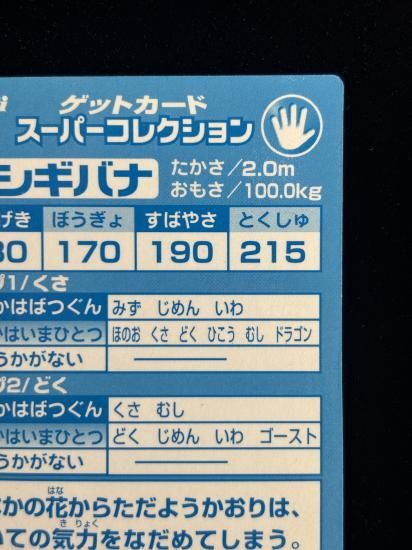 ゲットカード
スーパーコレクション
シギバナ
たかさ/2.0m
おもさ/100.0kg
げき ぼうぎょ すばやさ とくしゅ
80 170 190 215
プ1/くさ
かはばつぐん みず じめん いわ
かはいまひとつ ほのお くさ どく ひこう むし ドラゴン
うかがない ———
プ2/どく
かはばつぐん くさ むし
かはいまひとつ どく じめん いわ ゴースト
うかがない ———
かの花からただようかおりは、
はな
いての気力をなだめてしまう。
き りょく